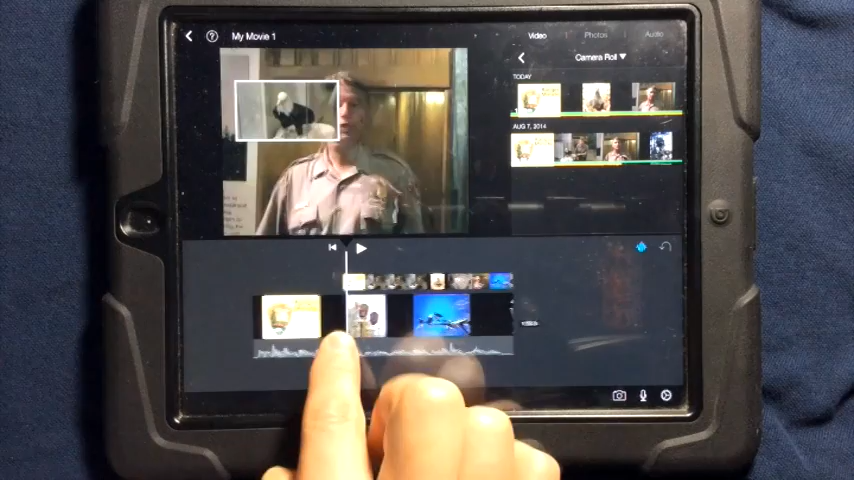 My Movie 1
Video Photos Audio
Camera Roll
TODAY
AUG 7, 2014